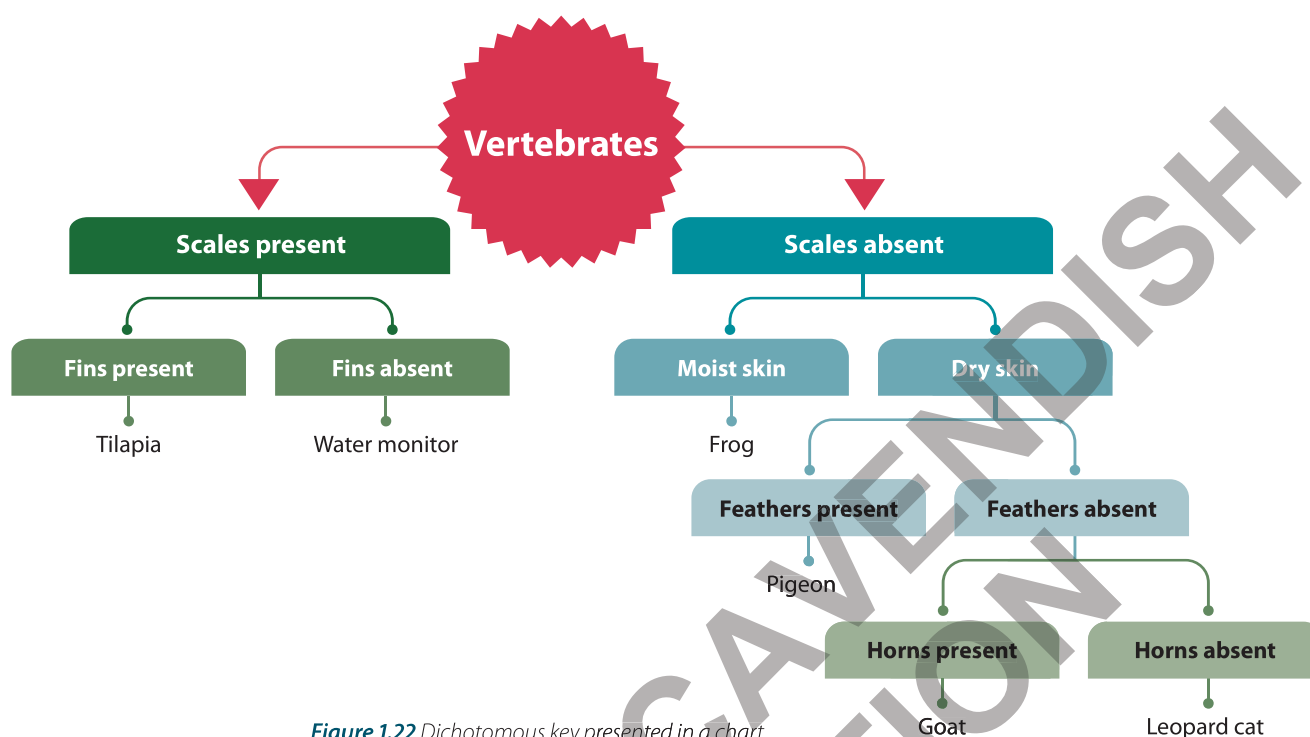 Vertebrates
Scales present
Scales absent
Fins present
Fins absent
Moist skin
Dry skin
Tilapia
Water monitor
Frog
Feathers present
Feathers absent
Pigeon
Horns present
Horns absent
Goat
Leopard cat
Figure 1.22 Dichotomous key presented in a chart
CAVENDISH